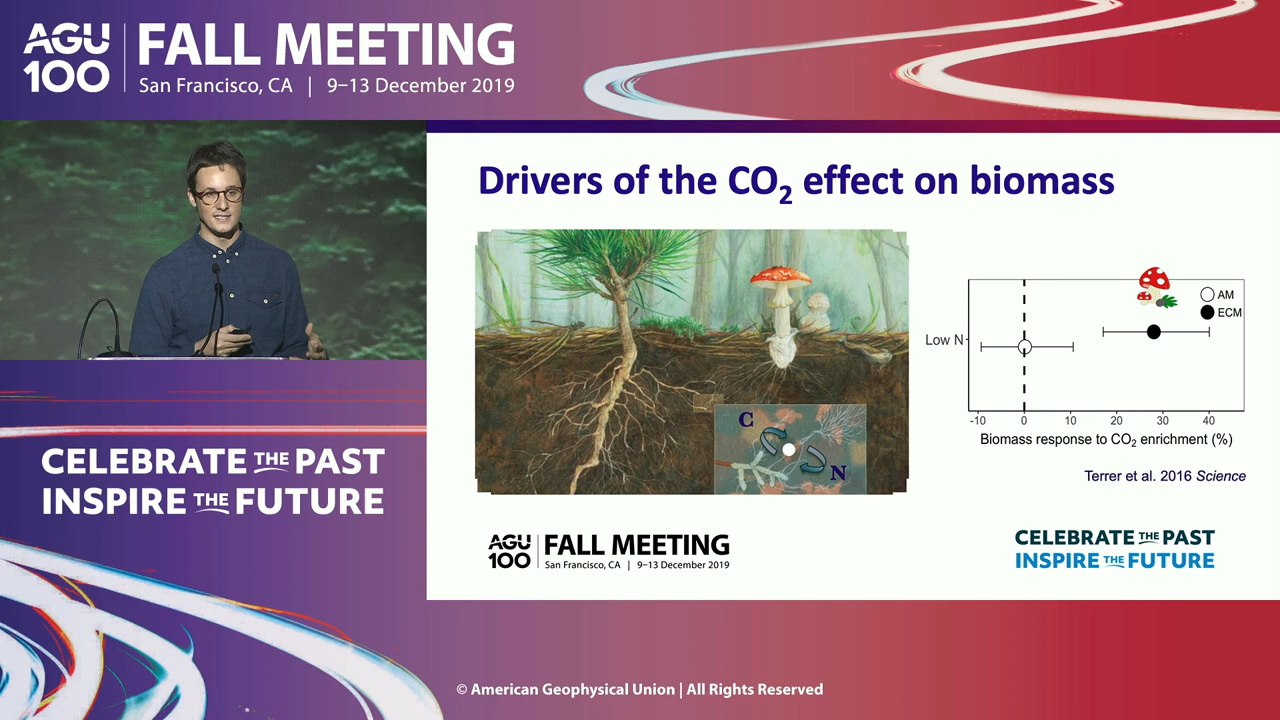 AGU
100
FALL MEETING
San Francisco, CA | 9–13 December 2019
Drivers of the CO₂ effect on biomass
C
N
AM
ECM
Low N
-10 0 10 20 30 40
Biomass response to CO₂ enrichment (%)
Terrer et al. 2016 Science
AGU
100
FALL MEETING
San Francisco, CA | 9–13 December 2019
CELEBRATE THE PAST
INSPIRE THE FUTURE
CELEBRATE THE PAST
INSPIRE THE FUTURE
© American Geophysical Union | All Rights Reserved